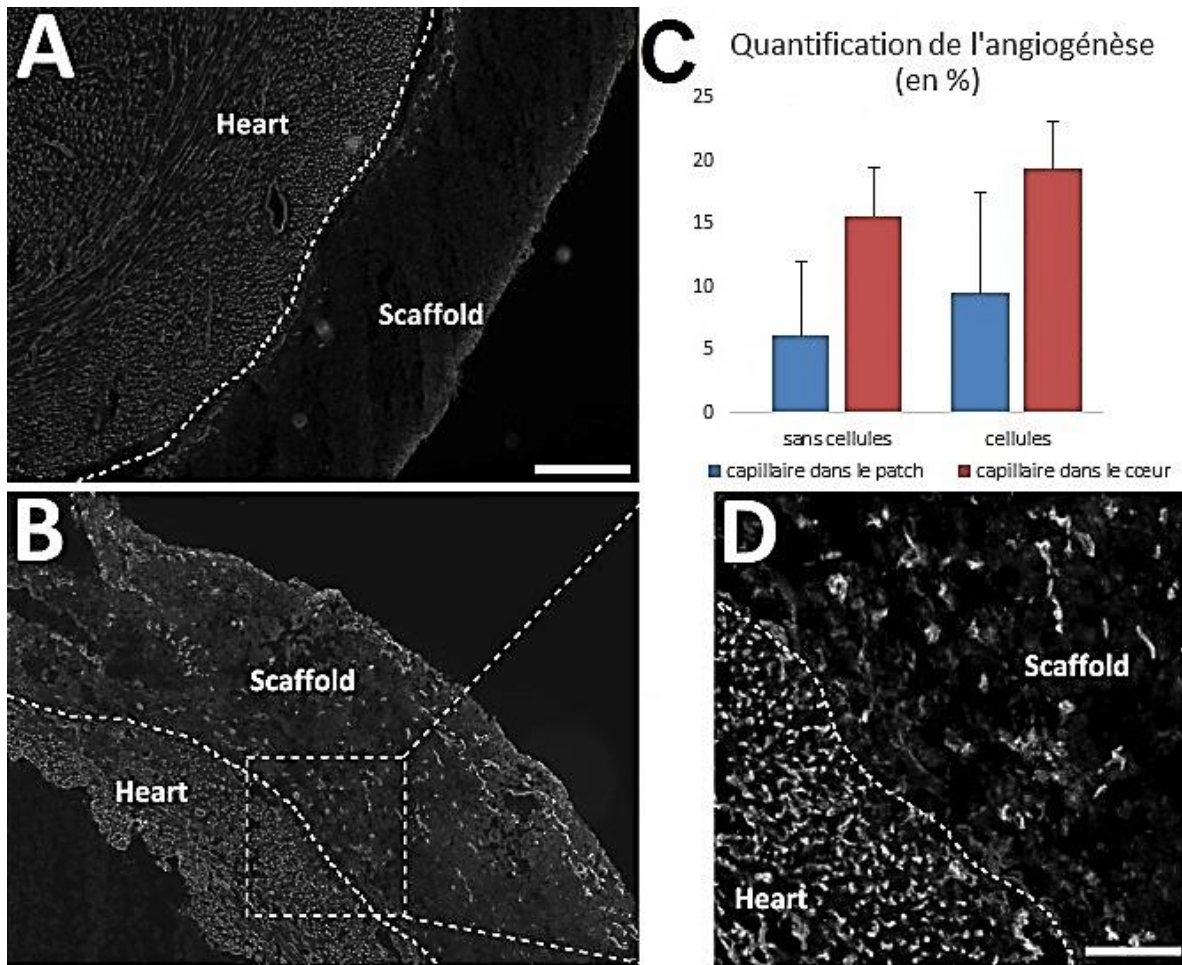 A
Heart
Scaffold
C
Quantification de l'angiogénèse
(en %)
25
20
15
10
5
0
sans cellules
cellules
capillaire dans le patch
capillaire dans le cœur
B
Scaffold
Heart
D
Scaffold
Heart